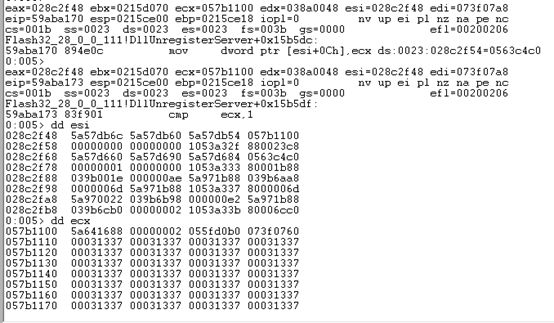 eax=028c2f48 ebx=0215d070 ecx=057b1100 edx=038a0048 esi=028c2f48 edi=073f07a8
eip=59aba170 esp=0215ce00 ebp=0215ce18 iopl=0 nv up ei pl nz na pe nc
cs=001b ss=0023 ds=0023 es=0023 fs=003b gs=0000 efl=00200206
Flash32_28_0_0_111!DllUnregisterServer+0x15b5dc:
59aba170 894e0c mov dword ptr [esi+0Ch],ecx ds:0023:028c2f54=0563c4c0
0:005>
eax=028c2f48 ebx=0215d070 ecx=057b1100 edx=038a0048 esi=028c2f48 edi=073f07a8
eip=59aba173 esp=0215ce00 ebp=0215ce18 iopl=0 nv up ei pl nz na pe nc
cs=001b ss=0023 ds=0023 es=0023 fs=003b gs=0000 efl=00200206
Flash32_28_0_0_111!DllUnregisterServer+0x15b5df:
59aba173 83f901 cmp ecx,1
0:005> dd esi
028c2f48 5a57db6c 5a57db60 5a57db54 057b1100
028c2f58 00000000 00000000 1053a32f 880023c8
028c2f68 5a57d660 5a57d690 5a57d684 0563c4c0
028c2f78 00000001 00000000 1053a333 80001b88
028c2f88 039b001e 000000ae 5a971b88 039b6aa8
028c2f98 0000006d 5a971b88 1053a337 8000006d
028c2fa8 5a970022 039b6b98 000000e2 5a971b88
028c2fb8 039b6cb0 00000002 1053a33b 80006cc0
0:005> dd ecx
057b1100 5a641688 00000002 055fd0b0 073f0760
057b1110 00031337 00031337 00031337 00031337
057b1120 00031337 00031337 00031337 00031337
057b1130 00031337 00031337 00031337 00031337
057b1140 00031337 00031337 00031337 00031337
057b1150 00031337 00031337 00031337 00031337
057b1160 00031337 00031337 00031337 00031337
057b1170 00031337 00031337 00031337 00031337